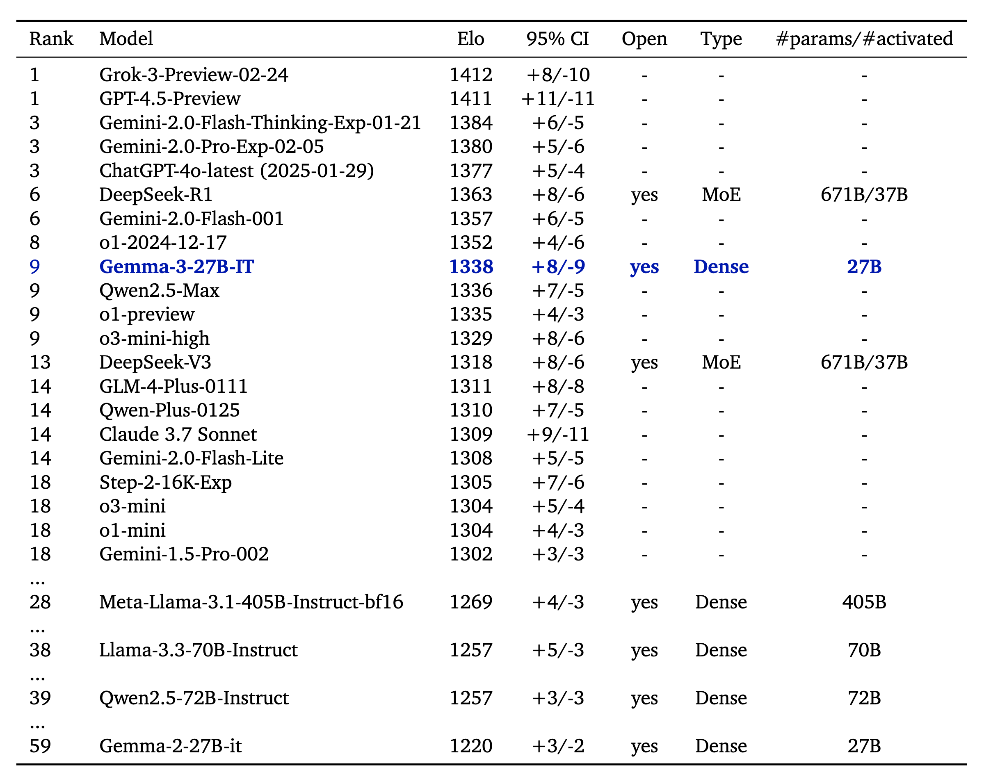 Rank Model Elo 95% CI Open Type #params/#activated
1 Grok-3-Preview-02-24 1412 +8/-10 - - -
1 GPT-4.5-Preview 1411 +11/-11 - - -
3 Gemini-2.0-Flash-Thinking-Exp-01-21 1384 +6/-5 - - -
3 Gemini-2.0-Pro-Exp-02-05 1380 +5/-6 - - -
3 ChatGPT-4o-latest (2025-01-29) 1377 +5/-4 - - -
6 DeepSeek-R1 1363 +8/-6 yes MoE 671B/37B
6 Gemini-2.0-Flash-001 1357 +6/-5 - - -
8 o1-2024-12-17 1352 +4/-6 - - -
9 Gemma-3-27B-IT 1338 +8/-9 yes Dense 27B
9 Qwen2.5-Max 1336 +7/-5 - - -
9 o1-preview 1335 +4/-3 - - -
9 o3-mini-high 1329 +8/-6 - - -
13 DeepSeek-V3 1318 +8/-6 yes MoE 671B/37B
14 GLM-4-Plus-0111 1311 +8/-8 - - -
14 Qwen-Plus-0125 1310 +7/-5 - - -
14 Claude 3.7 Sonnet 1309 +9/-11 - - -
14 Gemini-2.0-Flash-Lite 1308 +5/-5 - - -
18 Step-2-16K-Exp 1305 +7/-6 - - -
18 o3-mini 1304 +5/-4 - - -
18 o1-mini 1304 +4/-3 - - -
18 Gemini-1.5-Pro-002 1302 +3/-3 - - -
...
28 Meta-Llama-3.1-405B-Instruct-bf16 1269 +4/-3 yes Dense 405B
...
38 Llama-3.3-70B-Instruct 1257 +5/-3 yes Dense 70B
...
39 Qwen2.5-72B-Instruct 1257 +3/-3 yes Dense 72B
...
59 Gemma-2-27B-it 1220 +3/-2 yes Dense 27B